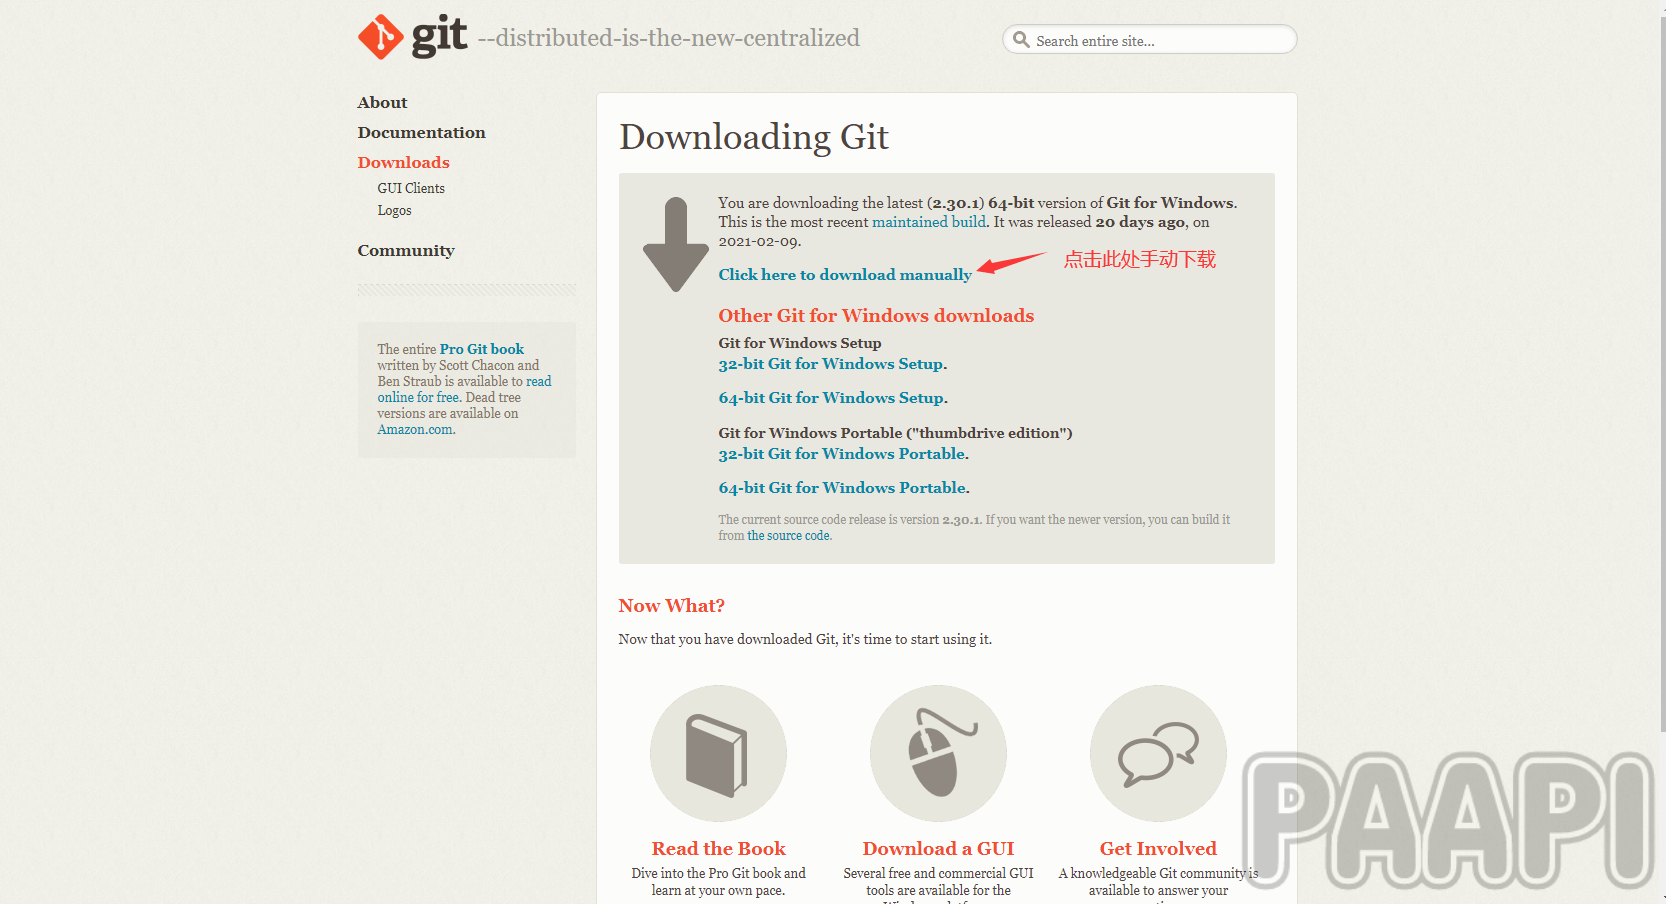 git --distributed-is-the-new-centralized
Search entire site...
About
Documentation
Downloads
GUI Clients
Logos
Community
The entire Pro Git book
written by Scott Chacon and
Ben Straub is available to read
online for free. Dead tree
versions are available on
Amazon.com.
Downloading Git
You are downloading the latest (2.30.1) 64-bit version of Git for Windows.
This is the most recent maintained build. It was released 20 days ago, on
2021-02-09.
Click here to download manually
点击此处手动下载
Other Git for Windows downloads
Git for Windows Setup
32-bit Git for Windows Setup.
64-bit Git for Windows Setup.
Git for Windows Portable ("thumbdrive edition")
32-bit Git for Windows Portable.
64-bit Git for Windows Portable.
The current source code release is version 2.30.1. If you want the newer version, you can build it
from the source code.
Now What?
Now that you have downloaded Git, it's time to start using it.
Read the Book
Dive into the Pro Git book and
learn at your own pace.
Download a GUI
Several free and commercial GUI
tools are available for the
Get Involved
A knowledgeable Git community is
available to answer your
PAAPI